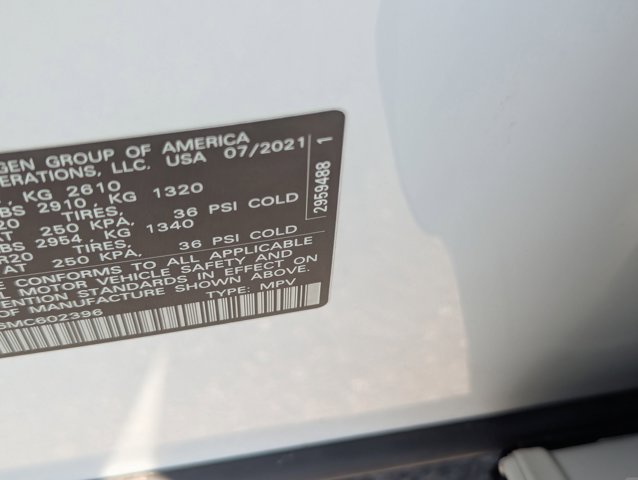 GEN GROUP OF AMERICA
ERATIONS, LLC. USA 07/2021
, KG 2610
BS 2910, KG 1320
20 TIRES, 36 PSI COLD
T 250 KPA,
BS 2954, KG 1340
R20 TIRES, 36 PSI COLD
AT 250 KPA,
E CONFORMS TO ALL APPLICABLE
L MOTOR VEHICLE SAFETY AND
ENTION STANDARDS IN EFFECT ON
OF MANUFACTURE SHOWN ABOVE.
MC602396 TYPE: MPV
2959488 1